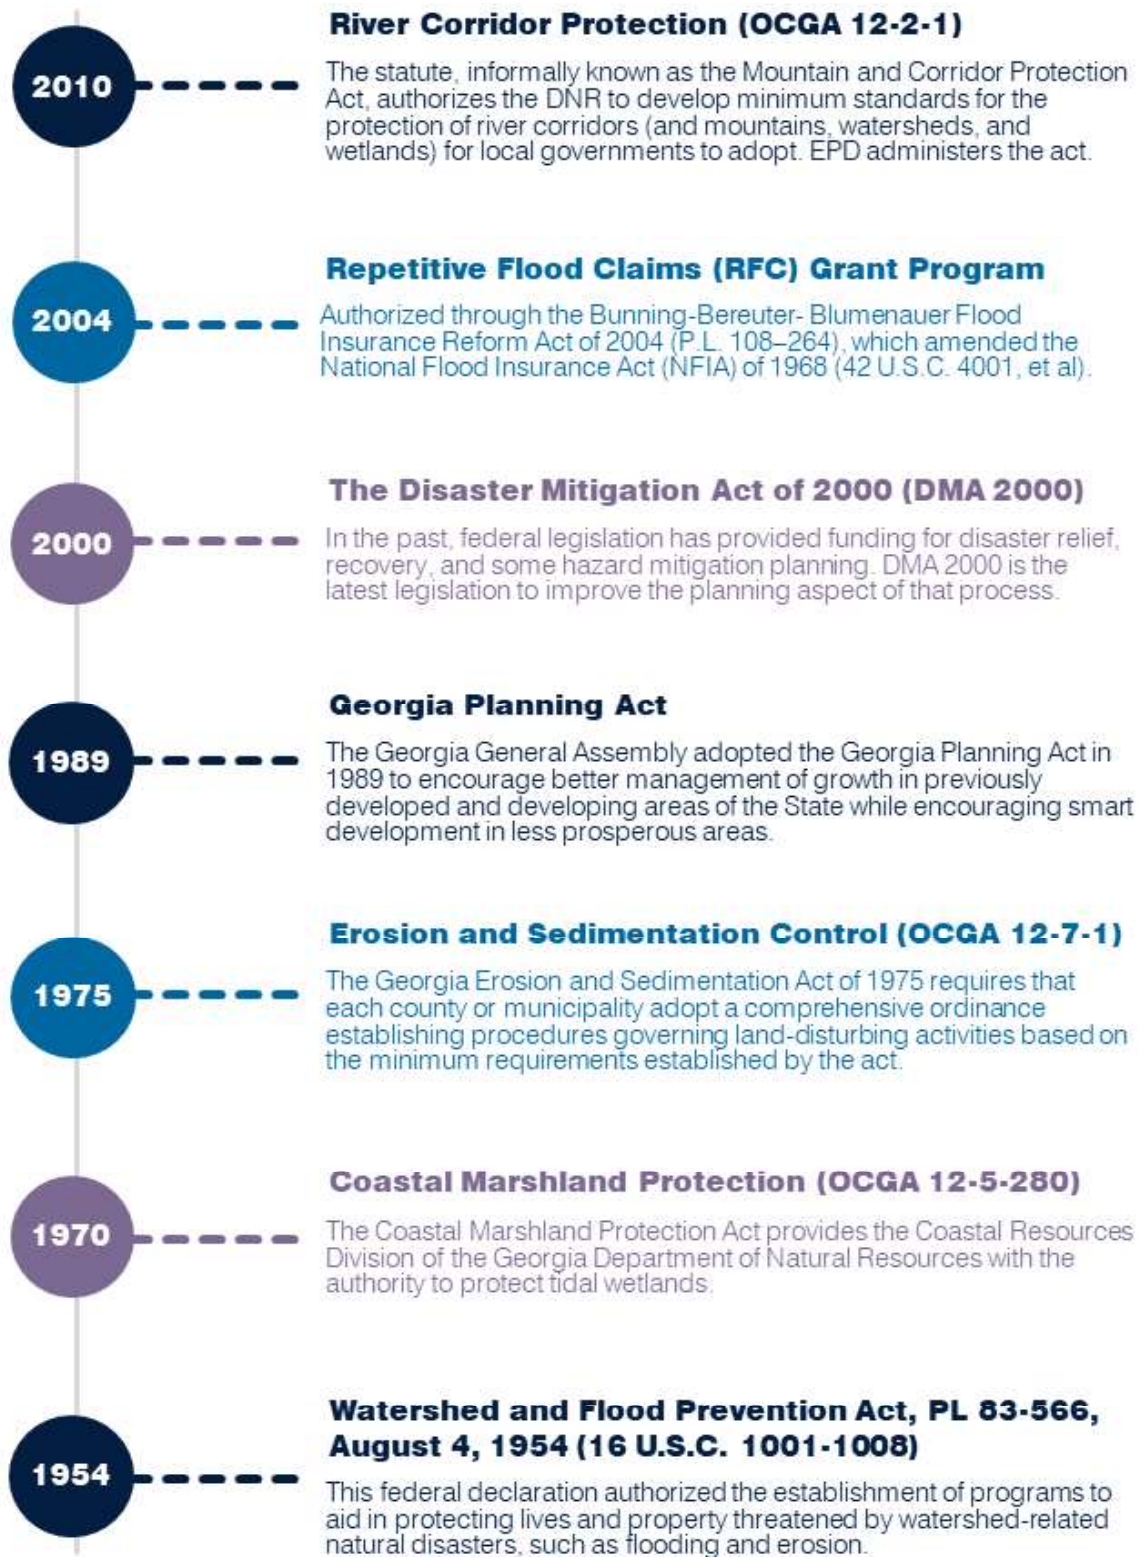 River Corridor Protection (OCGA 12-2-1)
2010
The statute, informally known as the Mountain and Corridor Protection
Act, authorizes the DNR to develop minimum standards for the
protection of river corridors (and mountains, watersheds, and
wetlands) for local governments to adopt. EPD administers the act.
Repetitive Flood Claims (RFC) Grant Program
2004
Authorized through the Bunning-Bereuter- Blumenauer Flood
Insurance Reform Act of 2004 (P.L. 108–264), which amended the
National Flood Insurance Act (NFIA) of 1968 (42 U.S.C. 4001, et al).
The Disaster Mitigation Act of 2000 (DMA 2000)
2000
In the past, federal legislation has provided funding for disaster relief,
recovery, and some hazard mitigation planning. DMA 2000 is the
latest legislation to improve the planning aspect of that process.
Georgia Planning Act
1989
The Georgia General Assembly adopted the Georgia Planning Act in
1989 to encourage better management of growth in previously
developed and developing areas of the State while encouraging smart
development in less prosperous areas.
Erosion and Sedimentation Control (OCGA 12-7-1)
1975
The Georgia Erosion and Sedimentation Act of 1975 requires that
each county or municipality adopt a comprehensive ordinance
establishing procedures governing land-disturbing activities based on
the minimum requirements established by the act.
Coastal Marshland Protection (OCGA 12-5-280)
1970
The Coastal Marshland Protection Act provides the Coastal Resources
Division of the Georgia Department of Natural Resources with the
authority to protect tidal wetlands.
Watershed and Flood Prevention Act, PL 83-566,
August 4, 1954 (16 U.S.C. 1001-1008)
1954
This federal declaration authorized the establishment of programs to
aid in protecting lives and property threatened by watershed-related
natural disasters, such as flooding and erosion.